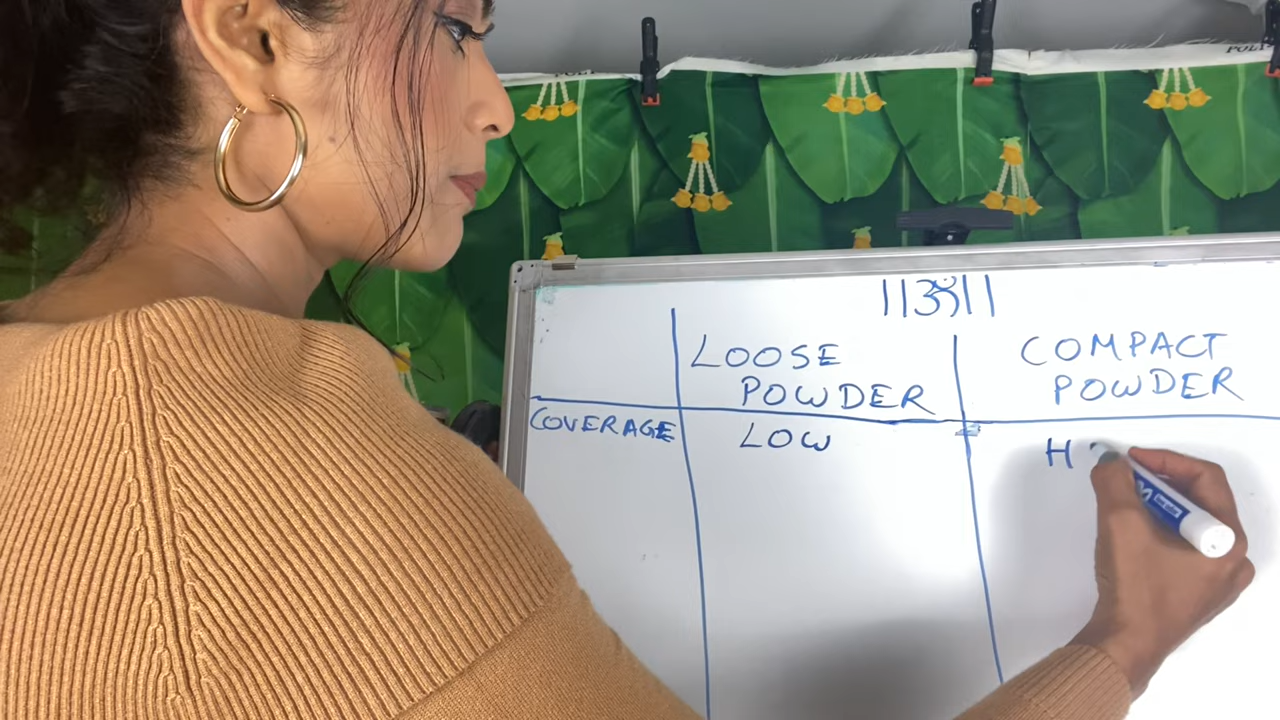 ||ॐ||
LOOSE
POWDER
COMPACT
POWDER
COVERAGE
LOW
H